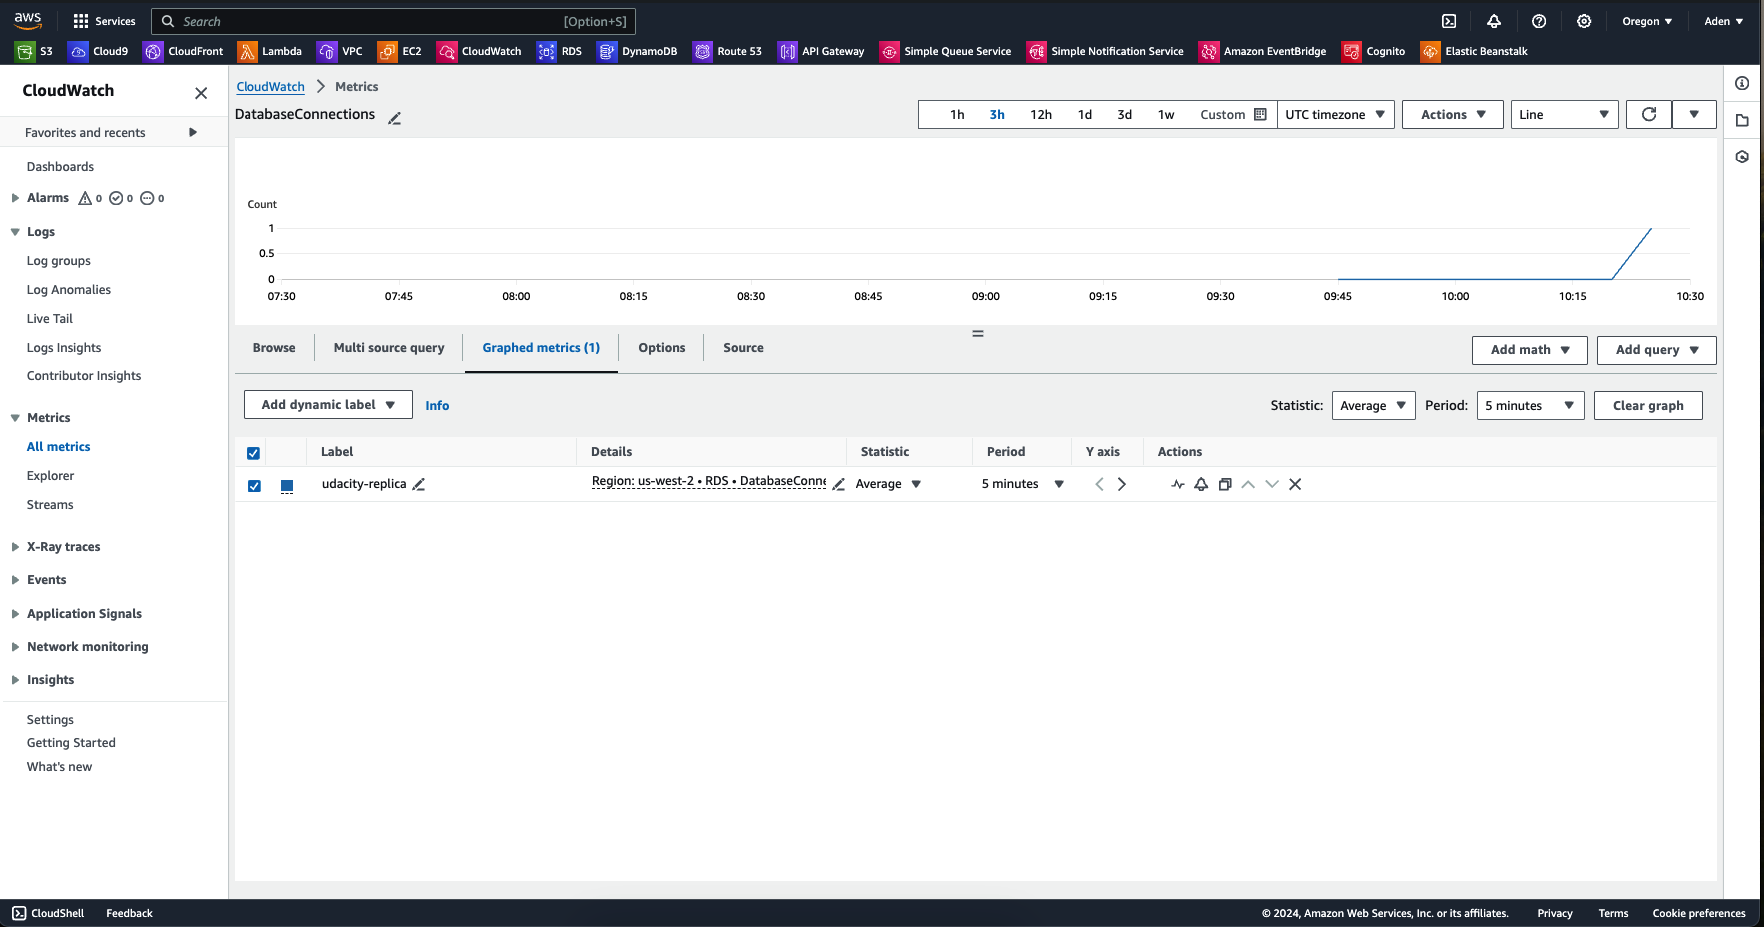 aws Services Search [Option+S] Oregon Aden
S3 Cloud9 CloudFront Lambda VPC EC2 CloudWatch RDS DynamoDB Route 53 API Gateway Simple Queue Service Simple Notification Service Amazon EventBridge Cognito Elastic Beanstalk
CloudWatch
Favorites and recents
Dashboards
Alarms 0 0 0
Logs
Log groups
Log Anomalies
Live Tail
Logs Insights
Contributor Insights
Metrics
All metrics
Explorer
Streams
X-Ray traces
Events
Application Signals
Network monitoring
Insights
Settings
Getting Started
What's new
CloudWatch Metrics
DatabaseConnections
1h 3h 12h 1d 3d 1w Custom UTC timezone Actions Line
Count
1
0.5
0
07:30 07:45 08:00 08:15 08:30 08:45 09:00 09:15 09:30 09:45 10:00 10:15 10:30
Browse Multi source query Graphed metrics (1) Options Source Add math Add query
Add dynamic label Info Statistic: Average Period: 5 minutes Clear graph
Label Details Statistic Period Y axis Actions
udacity-replica Region: us-west-2 • RDS • DatabaseConne Average 5 minutes
CloudShell Feedback © 2024, Amazon Web Services, Inc. or its affiliates. Privacy Terms Cookie preferences